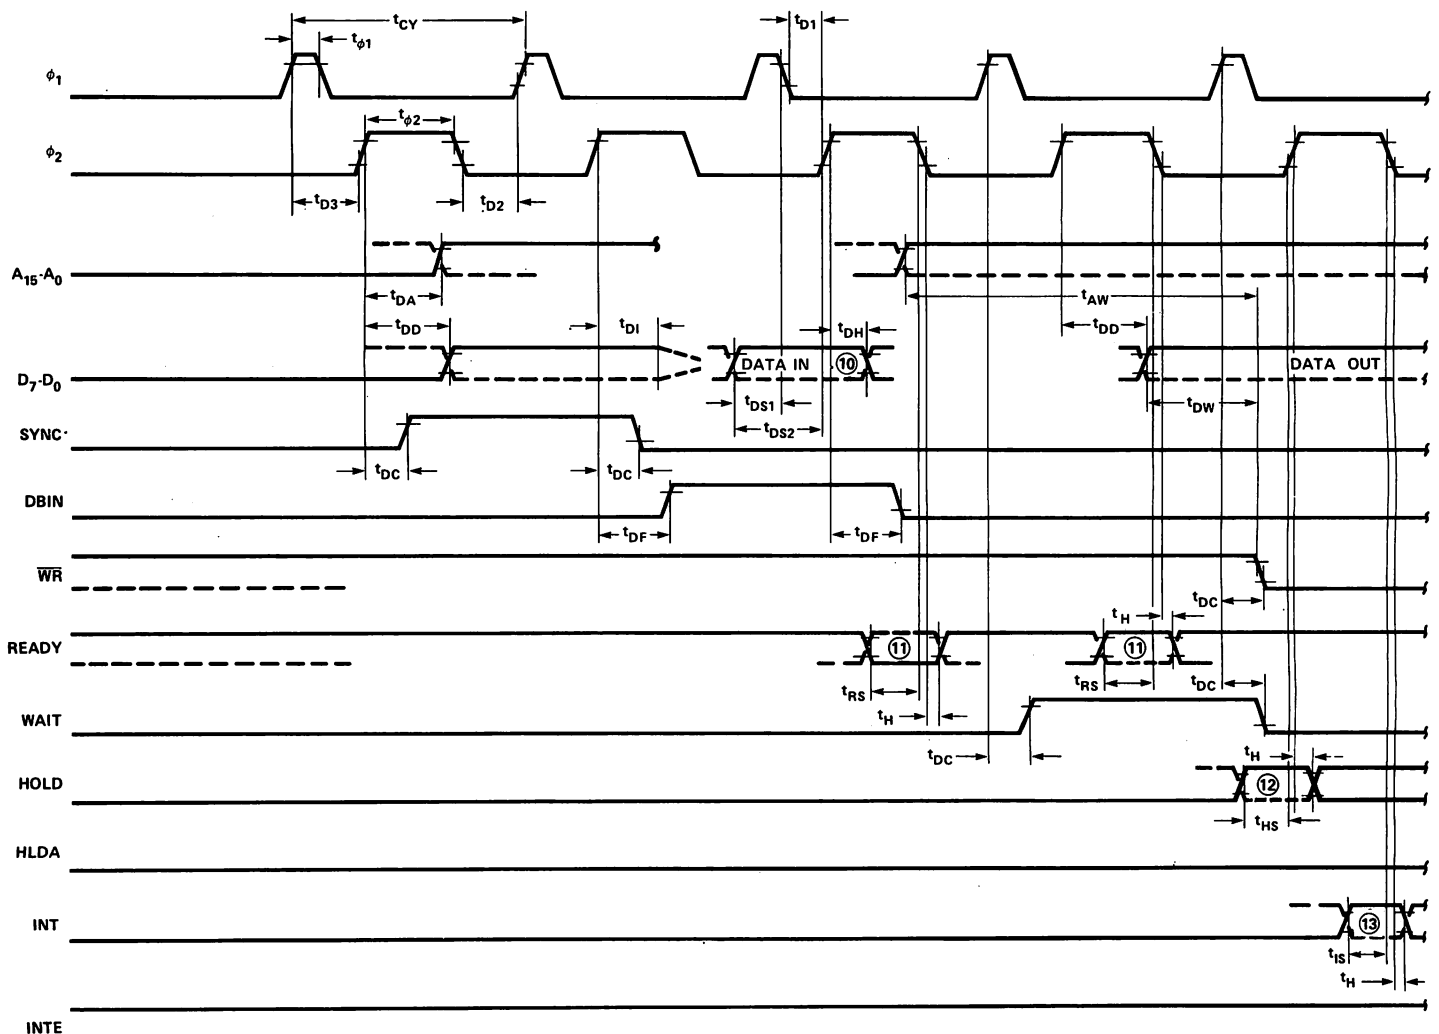 tCY
tD1
tϕ1
ϕ1
tϕ2
ϕ2
tD3
tD2
A15-A0
tDA
tAW
tDD
tDI
tDH
tDD
D7-D0
DATA IN
10
DATA OUT
tDS1
tDW
SYNC
tDS2
tDC
tDC
DBIN
tDF
tDF
WR
tDC
tH
READY
11
11
tRS
tRS
tDC
WAIT
tH
tDC
tH
HOLD
12
tHS
HLDA
INT
13
tIS
tH
INTE